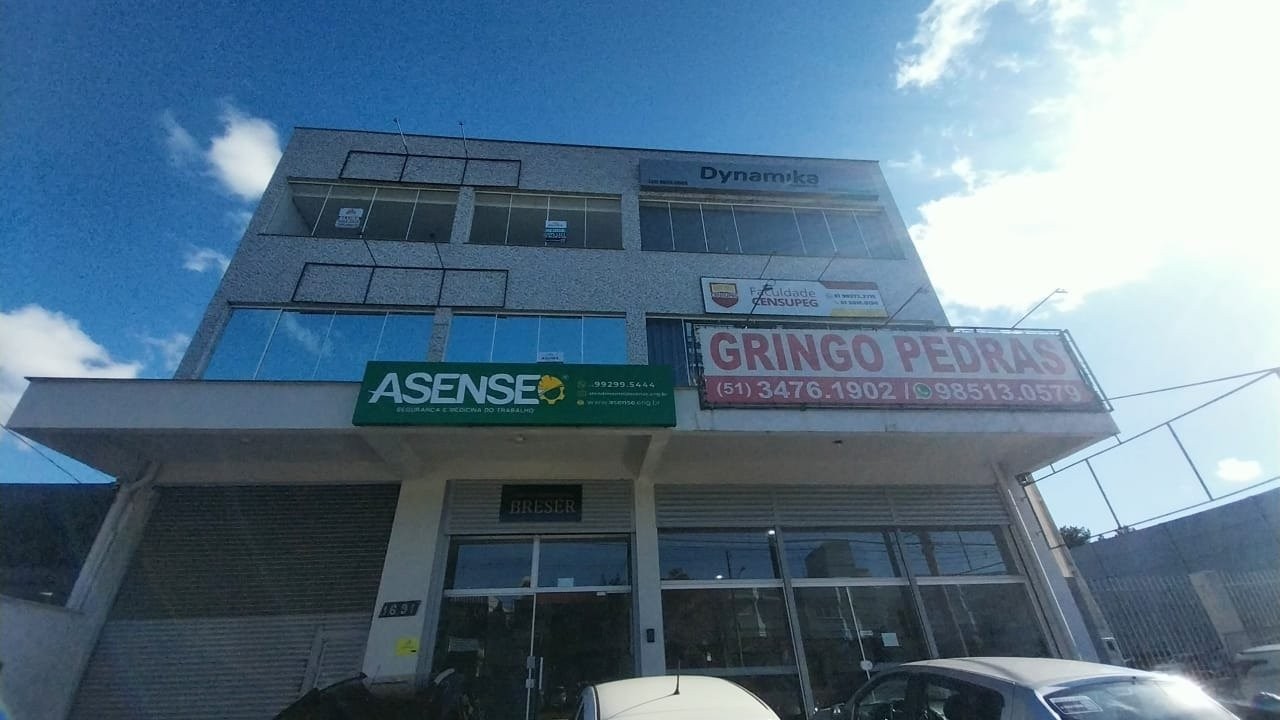 Dynamika
Faculdade
CENSUPEG
GRINGO PEDRAS
(51) 3476.1902 / 98513.0579
ASENSE
SEGURANÇA E MEDICINA DO TRABALHO
99299.5444
www.asense.org.br
BRESER
1691